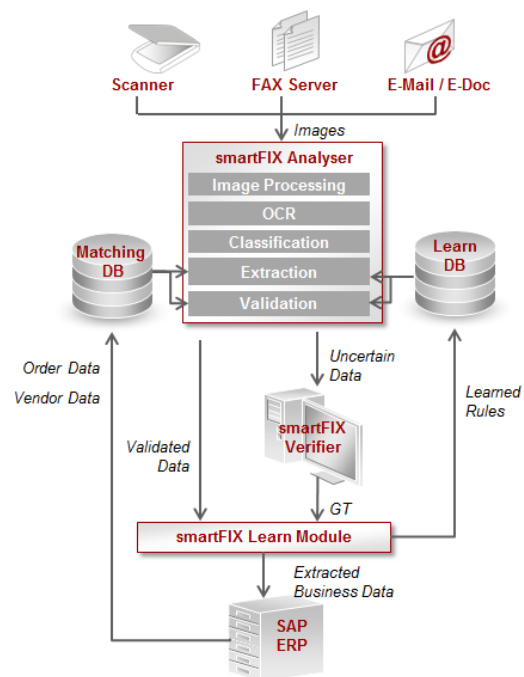 Scanner
FAX Server
E-Mail / E-Doc
@
Images
smartFIX Analyser
Image Processing
OCR
Classification
Extraction
Validation
Matching
DB
Learn
DB
Order Data
Vendor Data
Uncertain
Data
Learned
Rules
smartFIX
Verifier
Validated
Data
GT
smartFIX Learn Module
Extracted
Business Data
SAP
ERP